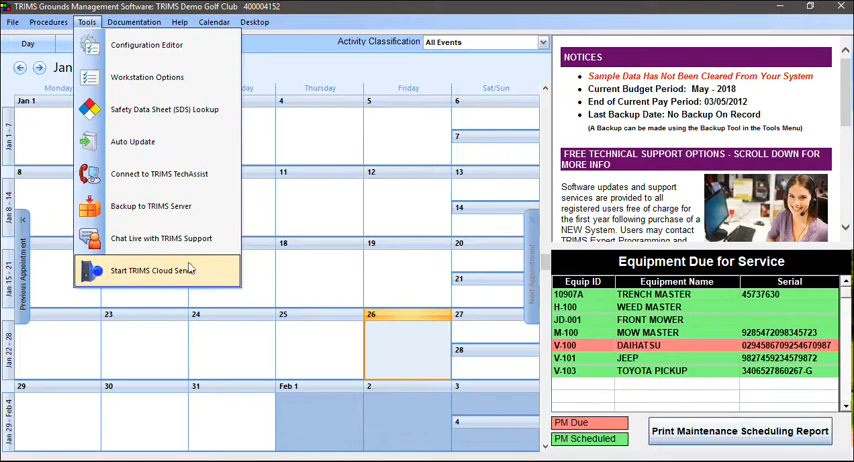 TRIMS Grounds Management Software: TRIMS Demo Golf Club 400004152
File Procedures Tools Documentation Help Calendar Desktop
Day
Activity Classification All Events
Jan
Monday
Thursday Friday Sat/Sun
Configuration Editor
Workstation Options
Safety Data Sheet (SDS) Lookup
Auto Update
Connect to TRIMS TechAssist
Backup to TRIMS Server
Chat Live with TRIMS Support
Start TRIMS Cloud Server
Jan 1 4 5 6
Jan 1 - 7
7
8 11 12 13
Jan 8 - 14
14
18 19 20
Jan 15 - 21
21
23 24 25 26 27
Jan 22 - 28
28
29 30 31 Feb 1 2 3
Jan 29 - Feb 4
4
Previous Appointment
Next Appointment
NOTICES
• Sample Data Has Not Been Cleared From Your System
• Current Budget Period: May - 2018
• End of Current Pay Period: 03/05/2012
• Last Backup Date: No Backup On Record
(A Backup can be made using the Backup Tool in the Tools Menu)
FREE TECHNICAL SUPPORT OPTIONS - SCROLL DOWN FOR
MORE INFO
Software updates and support
services are provided to all
registered users free of charge for
the first year following purchase of a
NEW System. Users may contact
TRIMS Expert Programming and
Equipment Due for Service
Equip ID Equipment Name Serial
10907A TRENCH MASTER 45737630
H-100 WEED MASTER
JD-001 FRONT MOWER
M-100 MOW MASTER 9285472098345723
V-100 DAIHATSU 029458670925467098​7
V-101 JEEP 9827459234579872
V-103 TOYOTA PICKUP 3406527860267-G
PM Due
PM Scheduled
Print Maintenance Scheduling Report